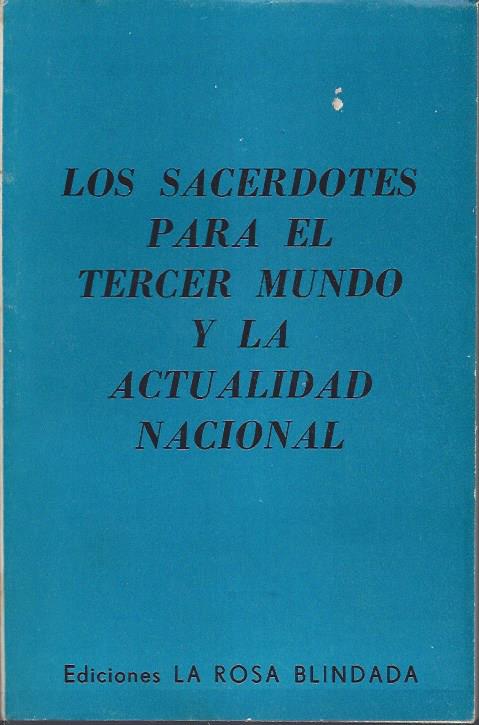 LOS SACERDOTES
PARA EL
TERCER MUNDO
Y LA
ACTUALIDAD
NACIONAL
Ediciones LA ROSA BLINDADA